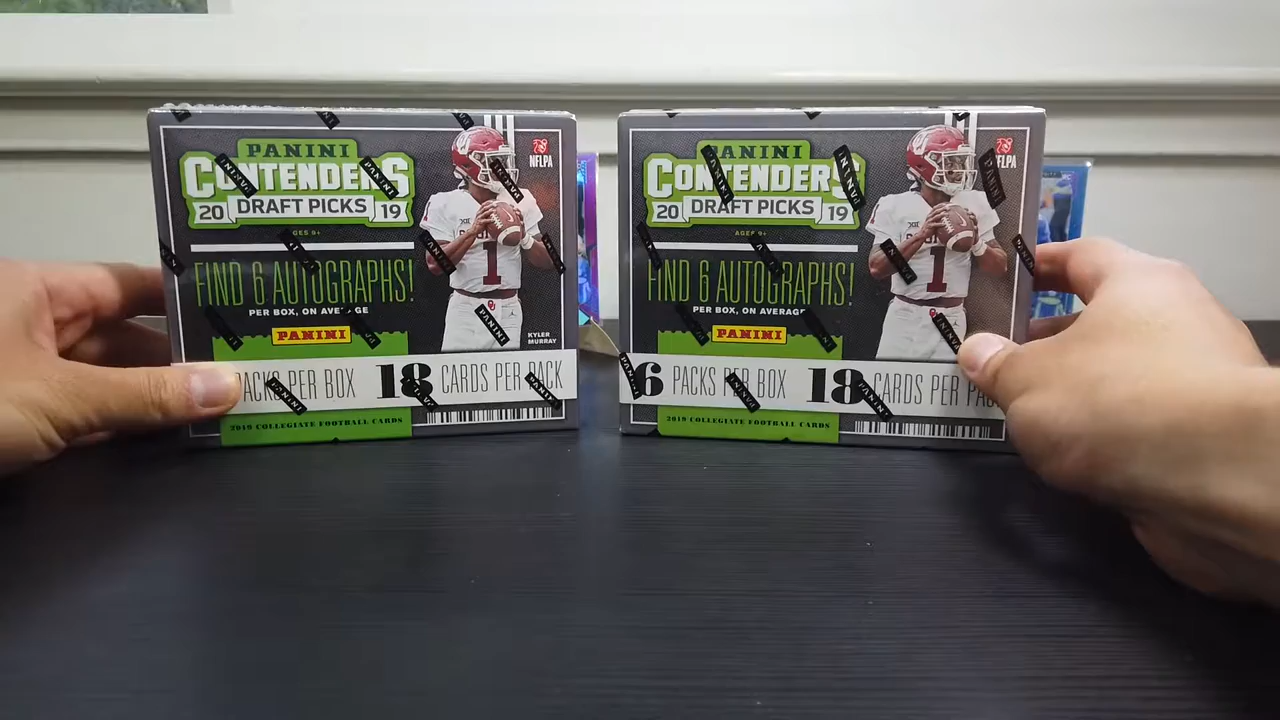 PANINI
CONTENDERS
20 DRAFT PICKS 19
AGES 9+
FIND 6 AUTOGRAPHS!
PER BOX, ON AVERAGE
PANINI
PACKS PER BOX 18 CARDS PER PACK
2019 COLLEGIATE FOOTBALL CARDS
NFLPA
1
KYLER
MURRAY
PANINI
CONTENDERS
20 DRAFT PICKS 19
AGES 9+
FIND 6 AUTOGRAPHS!
PER BOX, ON AVERAGE
PANINI
6 PACKS PER BOX 18 CARDS PER PAC
2019 COLLEGIATE FOOTBALL CARDS
NFLPA
1